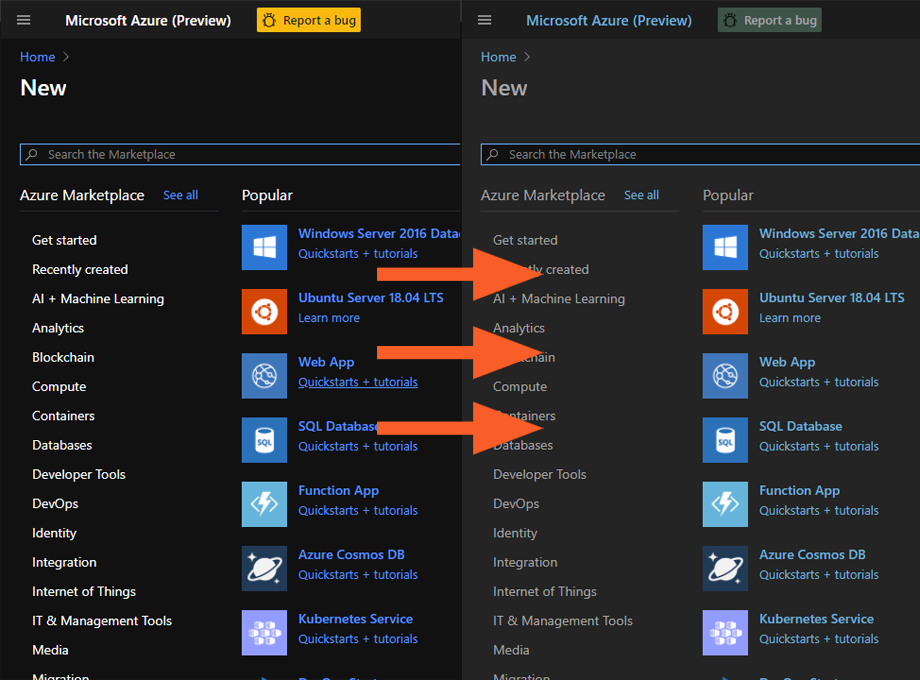 Microsoft Azure (Preview)
Report a bug
Home
New
Search the Marketplace
Azure Marketplace
See all
Popular
Get started
Recently created
AI + Machine Learning
Analytics
Blockchain
Compute
Containers
Databases
Developer Tools
DevOps
Identity
Integration
Internet of Things
IT & Management Tools
Media
Migration
Windows Server 2016 Data
Quickstarts + tutorials
Ubuntu Server 18.04 LTS
Learn more
Web App
Quickstarts + tutorials
SQL
SQL Database
Quickstarts + tutorials
Function App
Quickstarts + tutorials
Azure Cosmos DB
Quickstarts + tutorials
Kubernetes Service
Quickstarts + tutorials
Microsoft Azure (Preview)
Report a bug
Home
New
Search the Marketplace
Azure Marketplace
See all
Popular
Get started
created
AI + Machine Learning
Analytics
Compute
Containers
Databases
Developer Tools
DevOps
Identity
Integration
Internet of Things
IT & Management Tools
Media
Migration
Windows Server 2016 Data
Quickstarts + tutorials
Ubuntu Server 18.04 LTS
Learn more
Web App
Quickstarts + tutorials
SQL
SQL Database
Quickstarts + tutorials
Function App
Quickstarts + tutorials
Azure Cosmos DB
Quickstarts + tutorials
Kubernetes Service
Quickstarts + tutorials